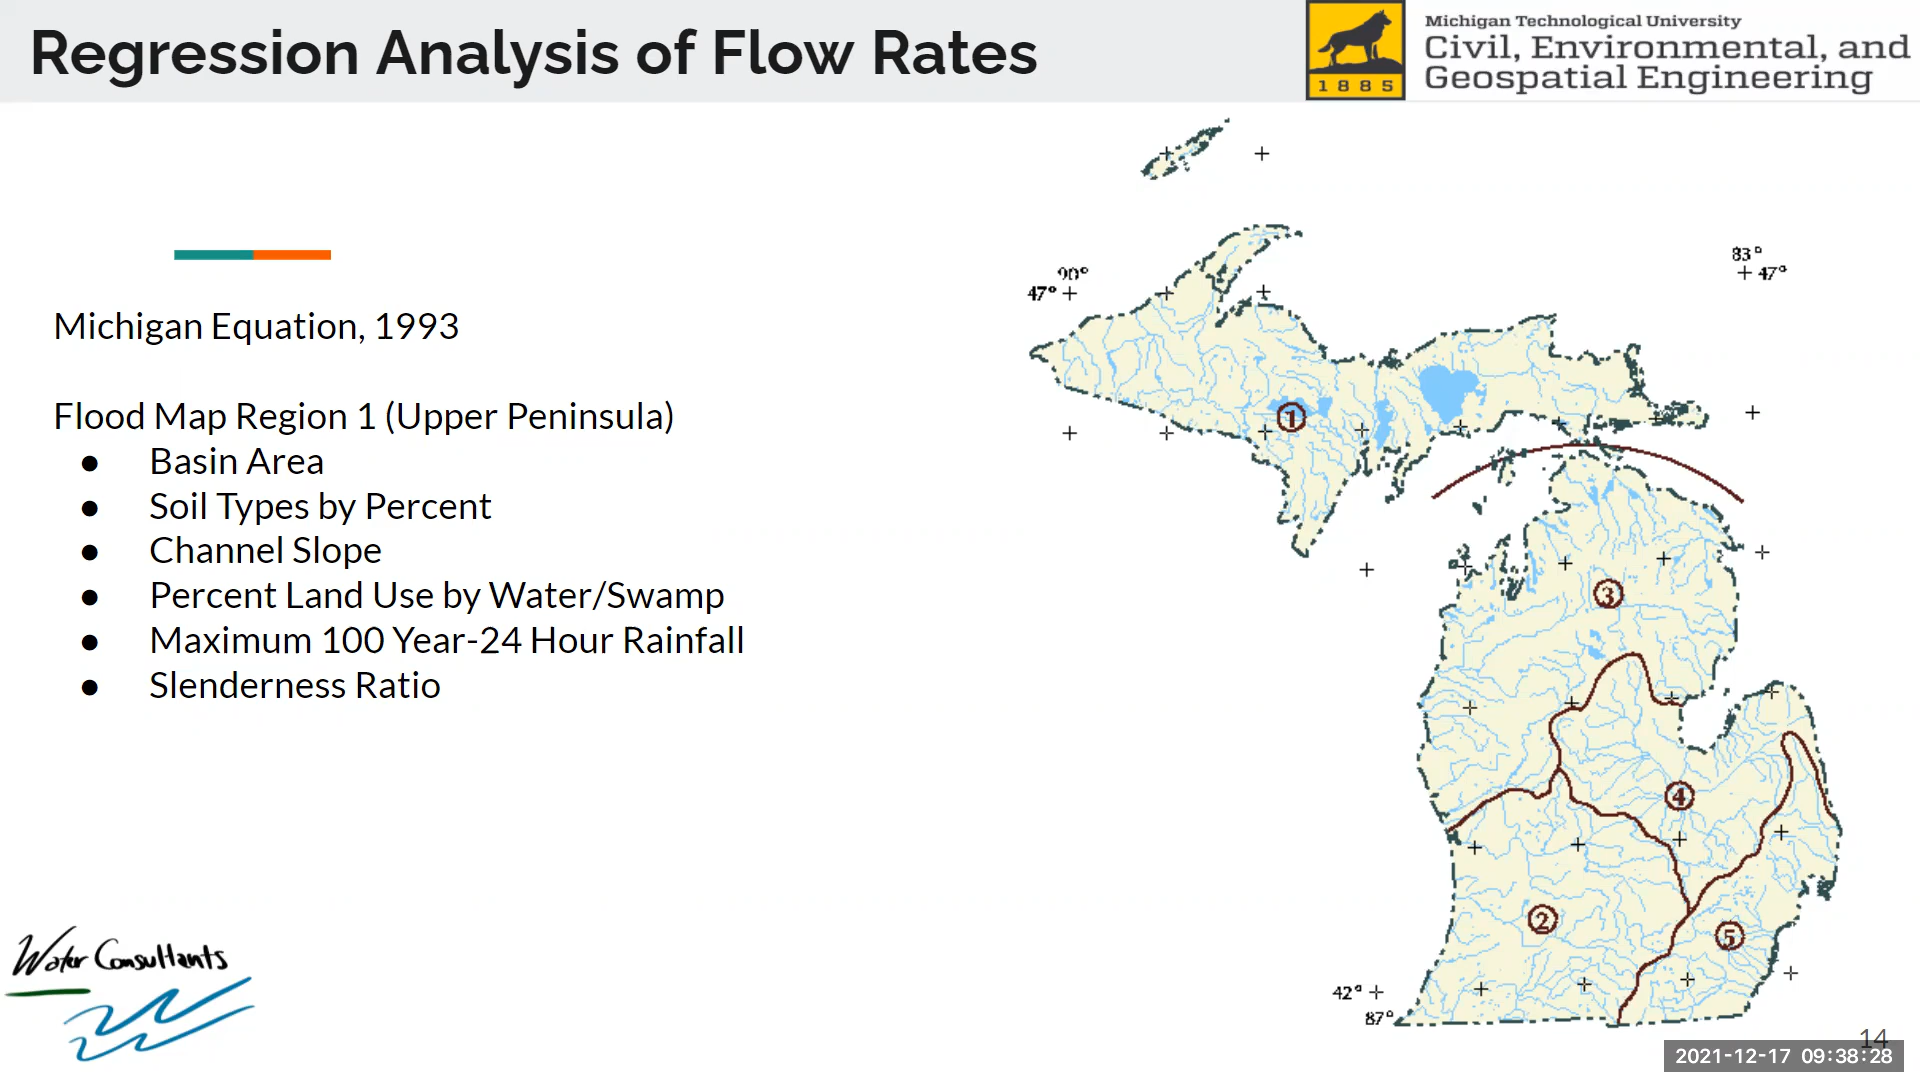 Regression Analysis of Flow Rates
Michigan Technological University
Civil, Environmental, and
Geospatial Engineering
1885
Michigan Equation, 1993
Flood Map Region 1 (Upper Peninsula)
● Basin Area
● Soil Types by Percent
● Channel Slope
● Percent Land Use by Water/Swamp
● Maximum 100 Year-24 Hour Rainfall
● Slenderness Ratio
90°
47°
83°
47°
1
3
4
2
5
42°
87°
Water Consultants
14
2021-12-17 09:38:28